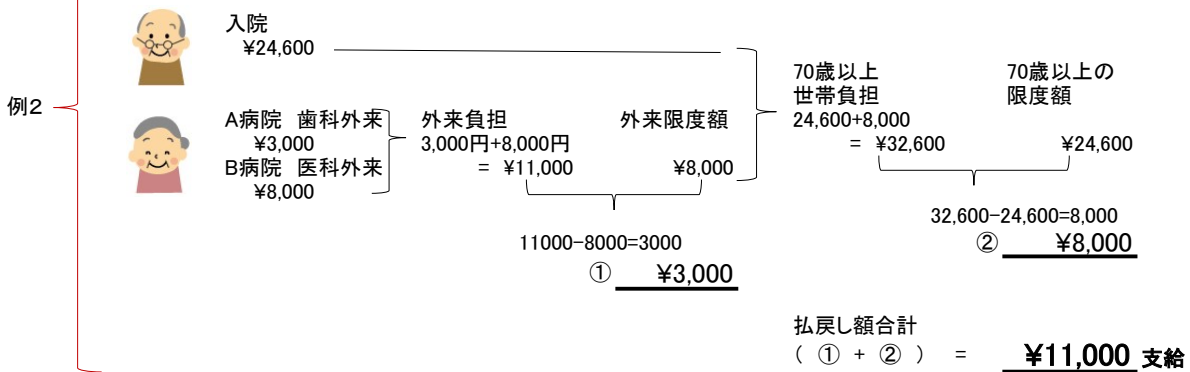 例2
入院
¥24,600
A病院 歯科外来
¥3,000
B病院 医科外来
¥8,000
外来負担
3,000円+8,000円
= ¥11,000
外来限度額
¥8,000
11000-8000=3000
① ¥3,000
70歳以上
世帯負担
24,600+8,000
= ¥32,600
70歳以上の
限度額
¥24,600
32,600-24,600=8,000
② ¥8,000
払戻し額合計
( ① + ② ) = ¥11,000 支給